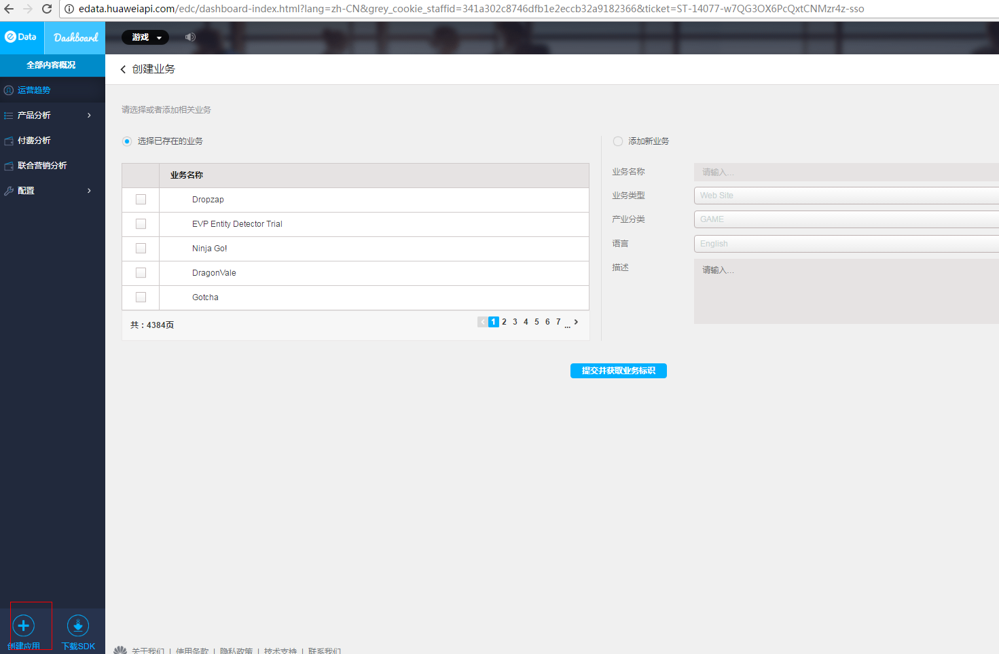 edata.huaweiapi.com/edc/dashboard-index.html?lang=zh-CN&grey_cookie_staffid=341a302c8746dfb1e2eccb32a9182366&ticket=ST-14077-w7QG3OX6PcQxtCNMzr4z-sso
eData Dashboard 游戏
全部内容概况
运营趋势
产品分析
付费分析
联合营销分析
配置
创建应用 下载SDK
创建业务
请选择或者添加相关业务
选择已存在的业务
业务名称
Dropzap
EVP Entity Detector Trial
Ninja Go!
DragonVale
Gotcha
共：4384页 < 1 2 3 4 5 6 7 ... >
添加新业务
业务名称 请输入...
业务类型 Web Site
产业分类 GAME
语言 English
描述 请输入...
提交并获取业务标识
关于我们 | 使用条款 | 隐私政策 | 技术支持 | 联系我们